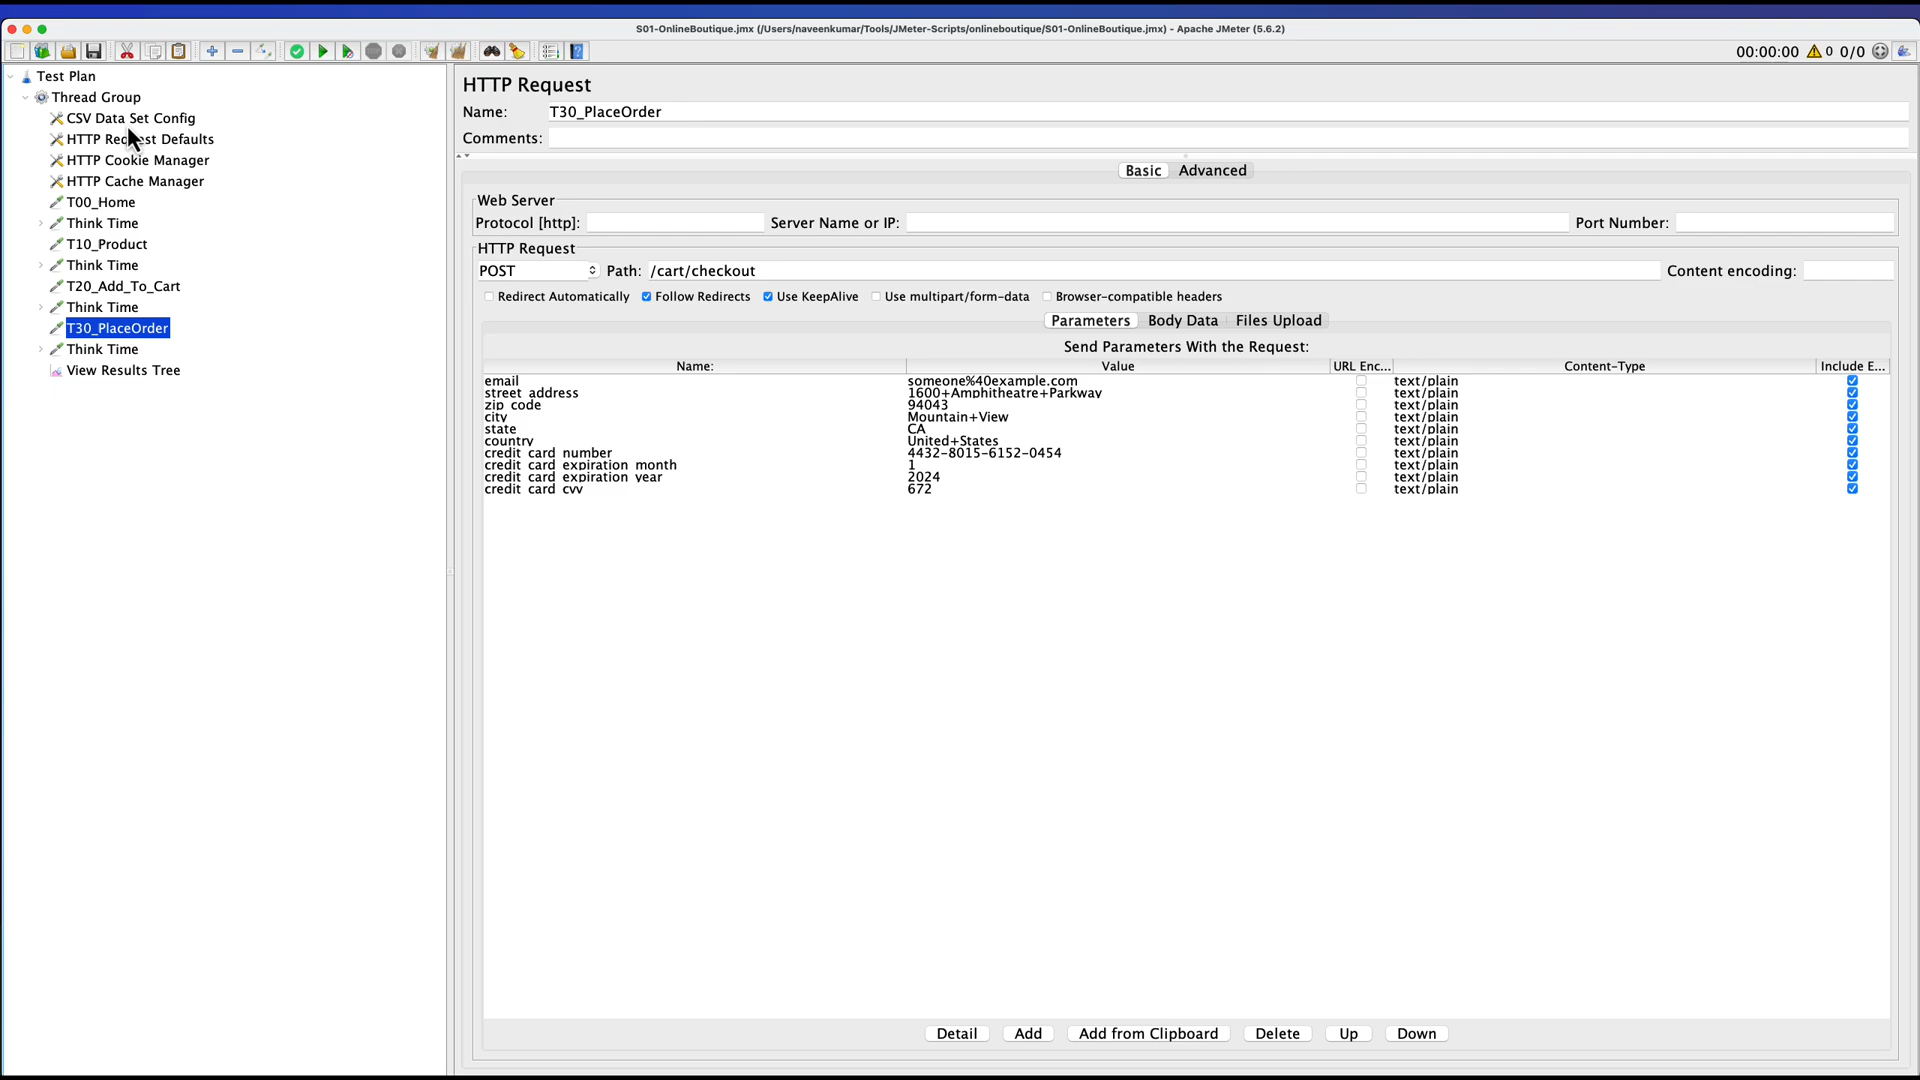 S01-OnlineBoutique.jmx (/Users/naveenkumar/Tools/JMeter-Scripts/onlineboutique/S01-OnlineBoutique.jmx) - Apache JMeter (5.6.2)
00:00:00 0 0/0
Test Plan
Thread Group
CSV Data Set Config
HTTP Request Defaults
HTTP Cookie Manager
HTTP Cache Manager
T00_Home
Think Time
T10_Product
Think Time
T20_Add_To_Cart
Think Time
T30_PlaceOrder
Think Time
View Results Tree
HTTP Request
Name: T30_PlaceOrder
Comments:
Basic Advanced
Web Server
Protocol [http]: Server Name or IP: Port Number:
HTTP Request
POST Path: /cart/checkout Content encoding:
Redirect Automatically Follow Redirects Use KeepAlive Use multipart/form-data Browser-compatible headers
Parameters Body Data Files Upload
Send Parameters With the Request:
Name: Value URL Enc... Content-Type Include E...
email someone%40example.com text/plain
street_address 1600+Amphitheatre+Parkway text/plain
zip_code 94043 text/plain
city Mountain+View text/plain
state CA text/plain
country United+States text/plain
credit_card_number 4432-8015-6152-0454 text/plain
credit_card_expiration_month 1 text/plain
credit_card_expiration_year 2024 text/plain
credit_card_cvv 672 text/plain
Detail Add Add from Clipboard Delete Up Down